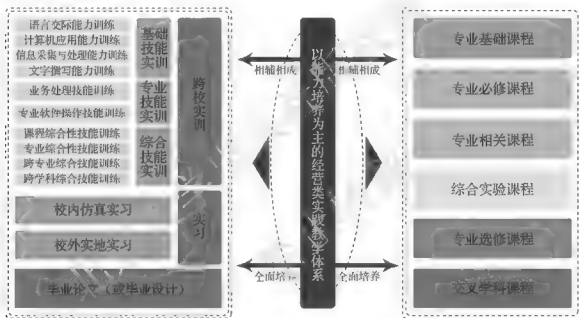 语言交际能力训练
计算机应用能力训练
信息采集与处理能力训练
文字撰写能力训练
基础技能实训
业务处理技能训练
专业软件操作技能训练
专业技能实训
课程综合性技能训练
专业综合性技能训练
跨专业综合技能训练
跨学科综合技能训练
综合技能实训
跨校实训
校内仿真实习
校外实地实习
实习
毕业论文（或毕业设计）
相辅相成
相辅相成
以能力培养为主的经营类实践教学体系
全面培养
全面培养
专业基础课程
专业必修课程
专业相关课程
综合实验课程
专业选修课程
交叉学科课程